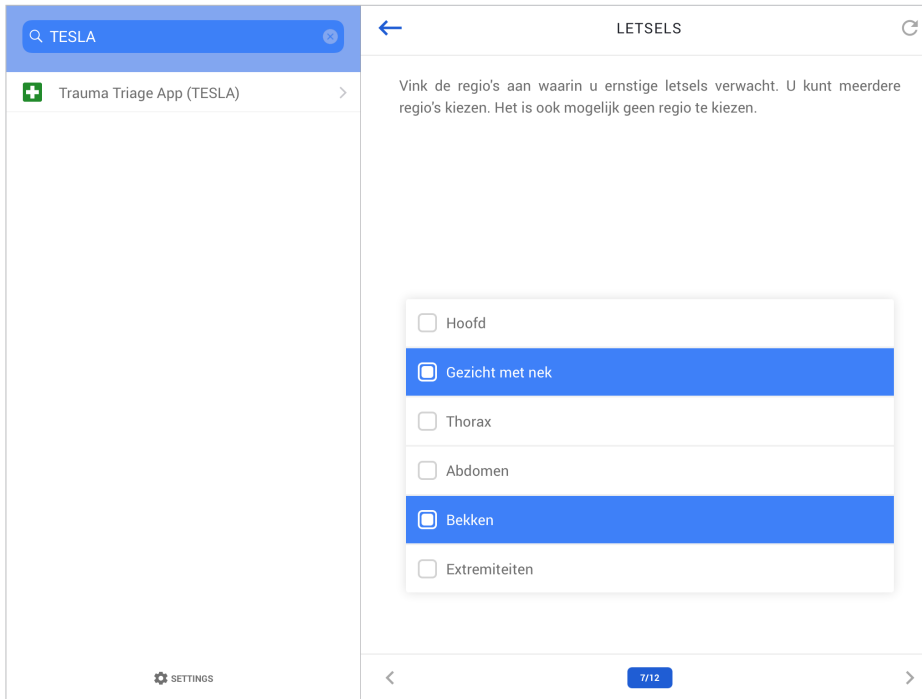 TESLA
Trauma Triage App (TESLA)
SETTINGS
LETSELS
Vink de regio's aan waarin u ernstige letsels verwacht. U kunt meerdere
regio's kiezen. Het is ook mogelijk geen regio te kiezen.
Hoofd
Gezicht met nek
Thorax
Abdomen
Bekken
Extremiteiten
7/12